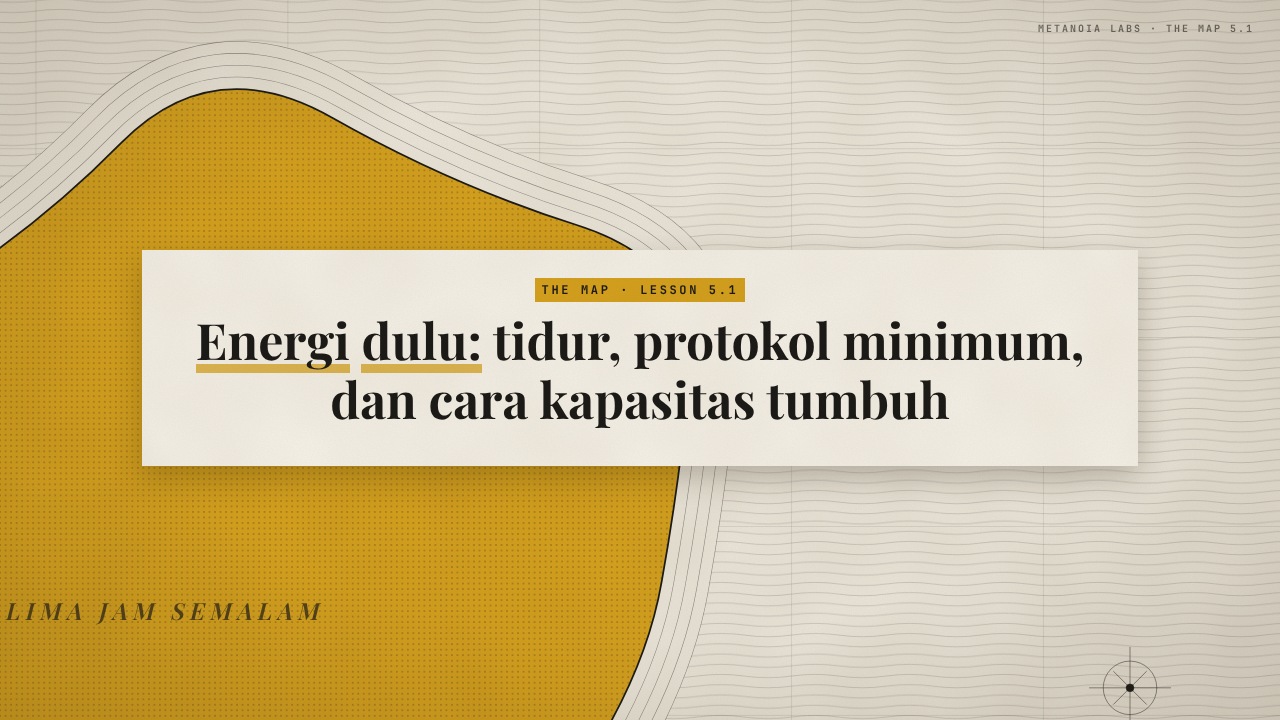 METANOIA LABS · THE MAP 5.1
THE MAP · LESSON 5.1
Energi dulu: tidur, protokol minimum,
dan cara kapasitas tumbuh
LIMA JAM SEMALAM